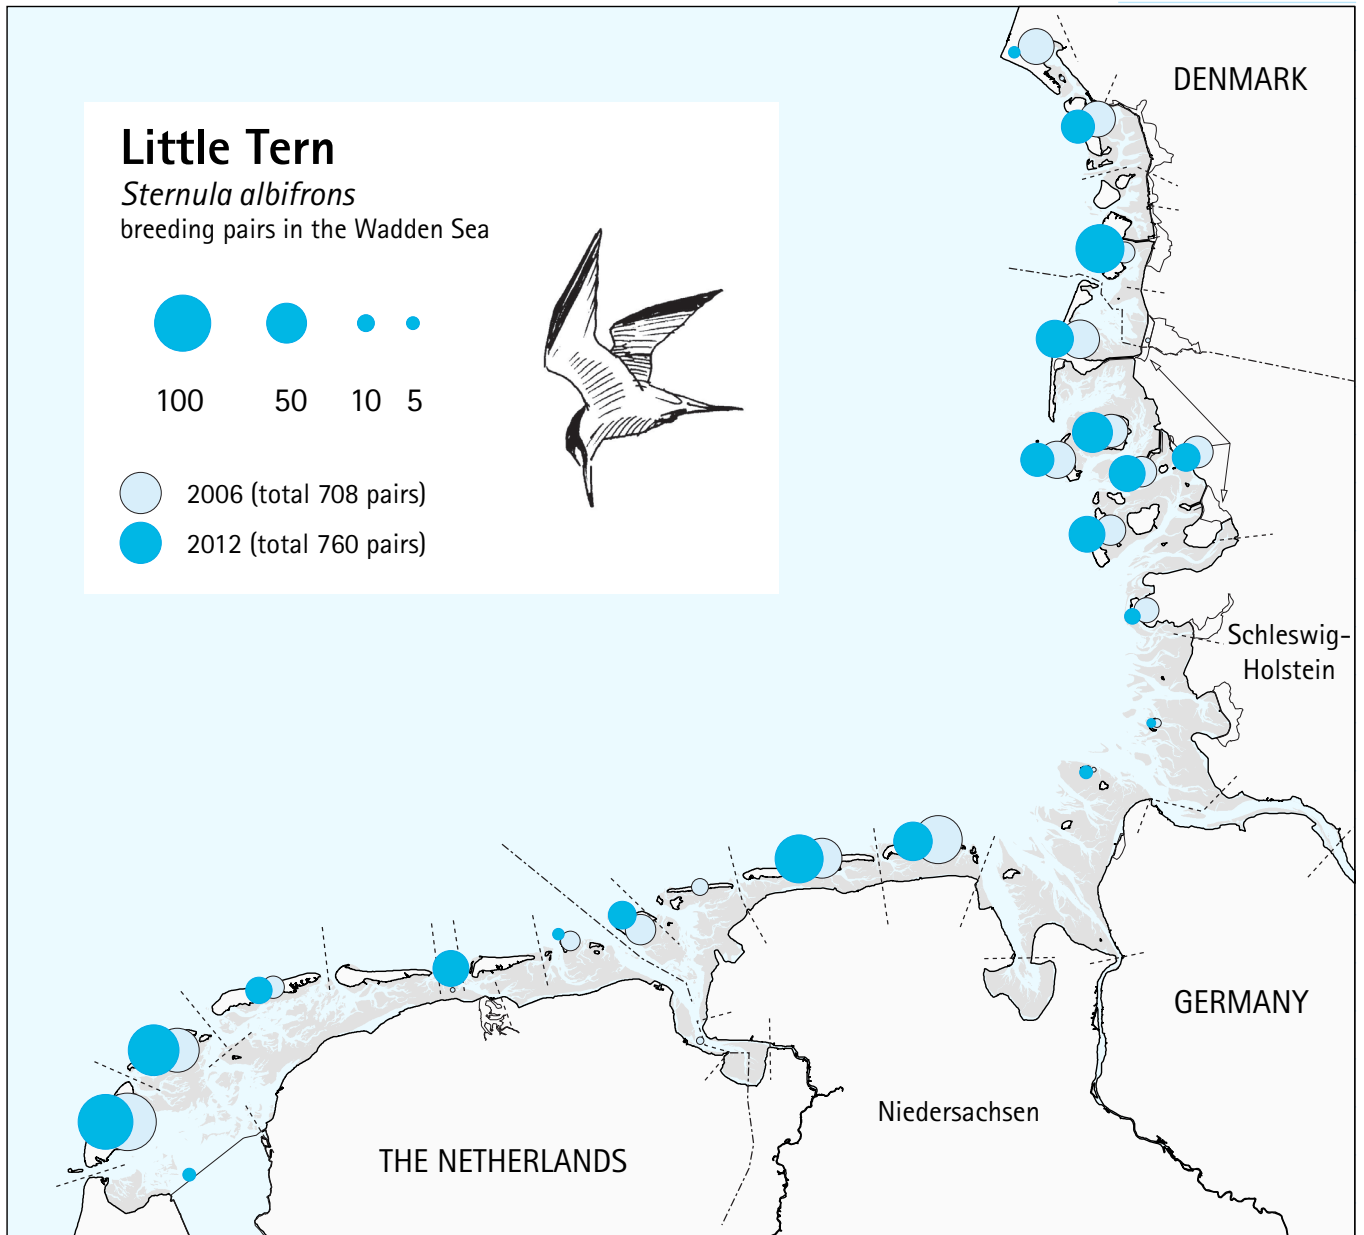 DENMARK
Little Tern
Sternula albifrons
breeding pairs in the Wadden Sea
100 50 10 5
2006 (total 708 pairs)
2012 (total 760 pairs)
Schleswig-
Holstein
GERMANY
Niedersachsen
THE NETHERLANDS